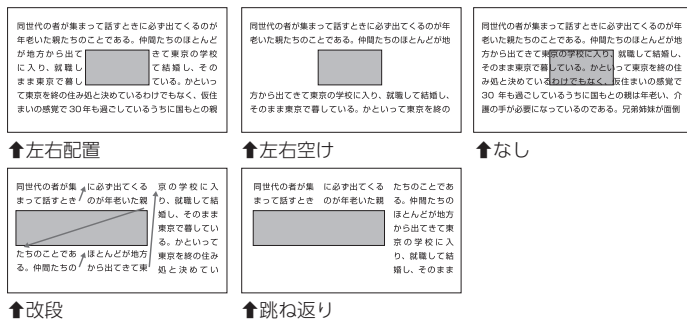 同世代の者が集まって話すときに必ず出てくるのが
年老いた親たちのことである。仲間たちのほとんど
が地方から出て きて東京の学校
に入り、就職し て結婚し、その
まま東京で暮し ている。かといっ
て東京を終の住み処と決めているわけでもなく、仮住
まいの感覚で30年も過ごしているうちに国もとの親
⬆左右配置
同世代の者が集まって話すときに必ず出てくるのが年
老いた親たちのことである。仲間たちのほとんどが地
方から出てきて東京の学校に入り、就職して結婚し、
そのまま東京で暮している。かといって東京を終の
⬆左右空け
同世代の者が集まって話すときに必ず出てくるのが年
老いた親たちのことである。仲間たちのほとんどが地
方から出てきて東京の学校に入り、就職して結婚し、
そのまま東京で暮している。かといって東京を終の住
み処と決めているわけでもなく、仮住まいの感覚で
30 年も過ごしているうちに国もとの親は年老い、介
護の手が必要になっているのである。兄弟姉妹が面倒
⬆なし
同世代の者が集
まって話すとき
たちのことであ
る。仲間たちの
に必ず出てくる
のが年老いた親
ほとんどが地方
から出てきて東
京の学校に入
り、就職して結
婚し、そのまま
東京で暮してい
る。かといって
東京を終の住み
処と決めてい
⬆改段
同世代の者が集
まって話すとき
に必ず出てくる
のが年老いた親
たちのことであ
る。仲間たちの
ほとんどが地方
から出てきて東
京の学校に入
り、就職して結
婚し、そのまま
⬆跳ね返り